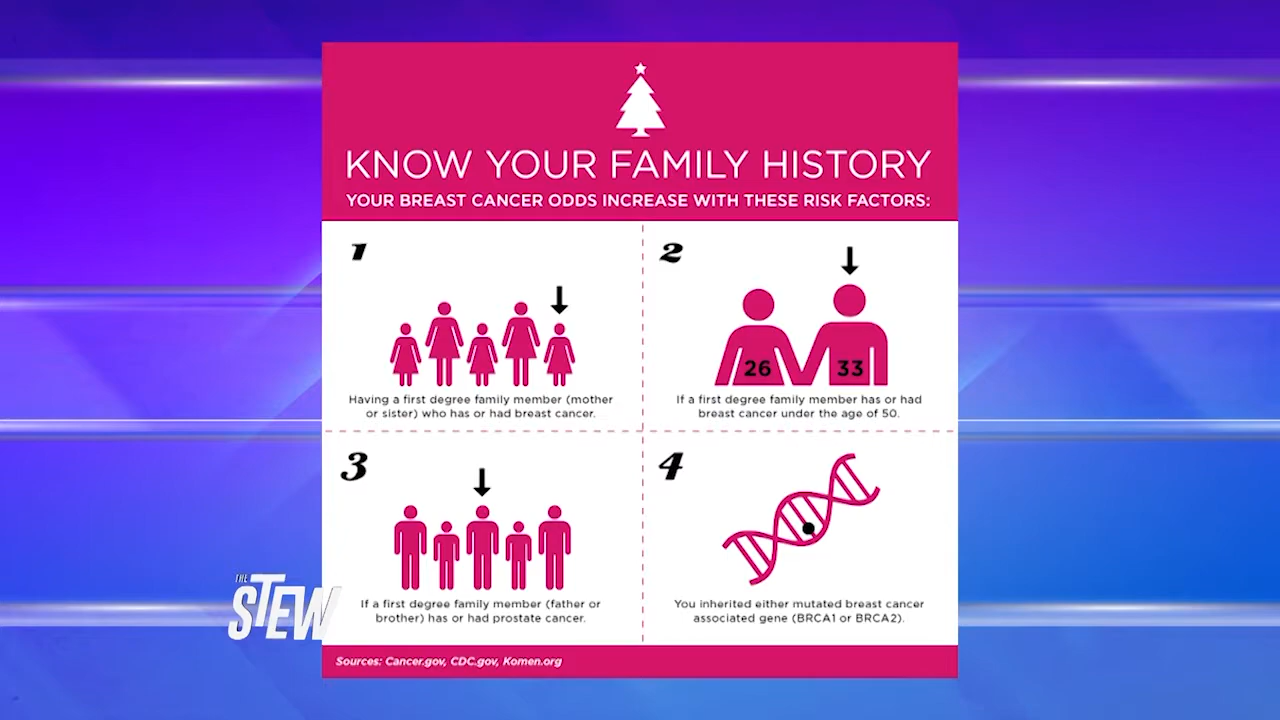 KNOW YOUR FAMILY HISTORY
YOUR BREAST CANCER ODDS INCREASE WITH THESE RISK FACTORS:
1
Having a first degree family member (mother
or sister) who has or had breast cancer.
2
26 33
If a first degree family member has or had
breast cancer under the age of 50.
3
If a first degree family member (father or
brother) has or had prostate cancer.
4
You inherited either mutated breast cancer
associated gene (BRCA1 or BRCA2).
THE
STEW
Sources: Cancer.gov, CDC.gov, Komen.org